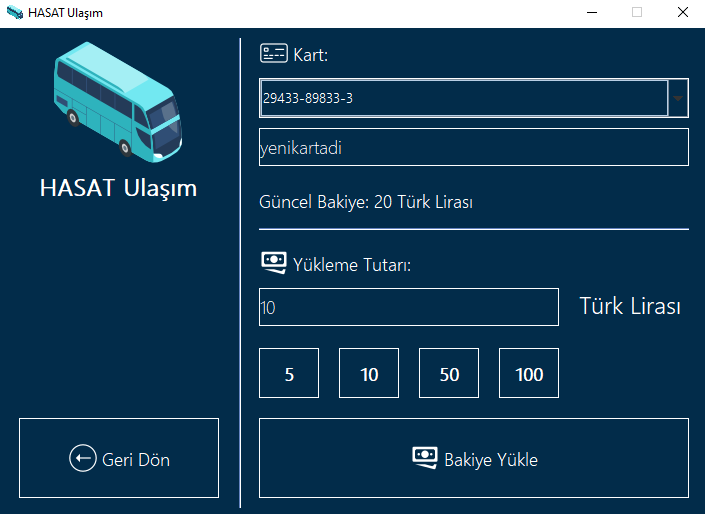 HASAT Ulaşım
HASAT Ulaşım
Geri Dön
Kart:
29433-89833-3
yenikartadi
Güncel Bakiye: 20 Türk Lirası
Yükleme Tutarı:
10 Türk Lirası
5 10 50 100
Bakiye Yükle